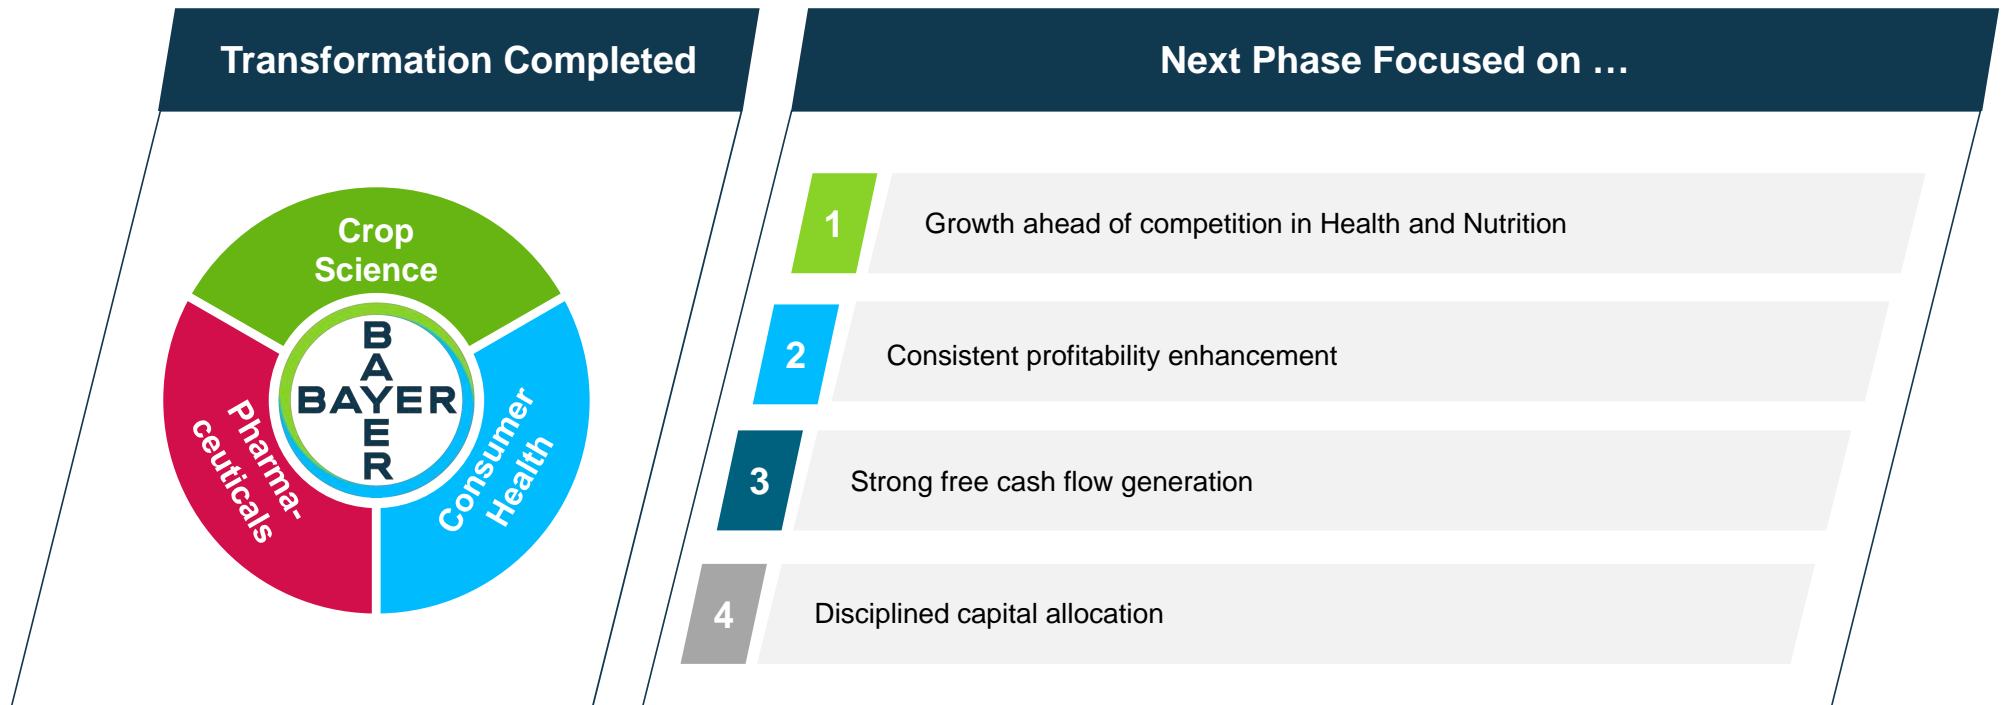 Transformation Completed
Crop
Science
Pharma-
ceuticals
Consumer
Health
BAYER
BAYER
Next Phase Focused on …
1
Growth ahead of competition in Health and Nutrition
2
Consistent profitability enhancement
3
Strong free cash flow generation
4
Disciplined capital allocation